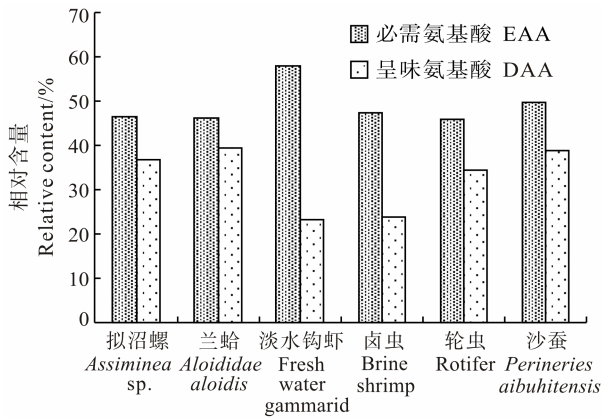 70
60
50
40
30
20
10
0
相对含量
Relative content/%
必需氨基酸 EAA
呈味氨基酸 DAA
拟沼螺
Assiminea
sp.
兰蛤
Aloididae
aloidis
淡水钩虾
Fresh
water
gammarid
卤虫
Brine
shrimp
轮虫
Rotifer
沙蚕
Perineries
aibuhitensis